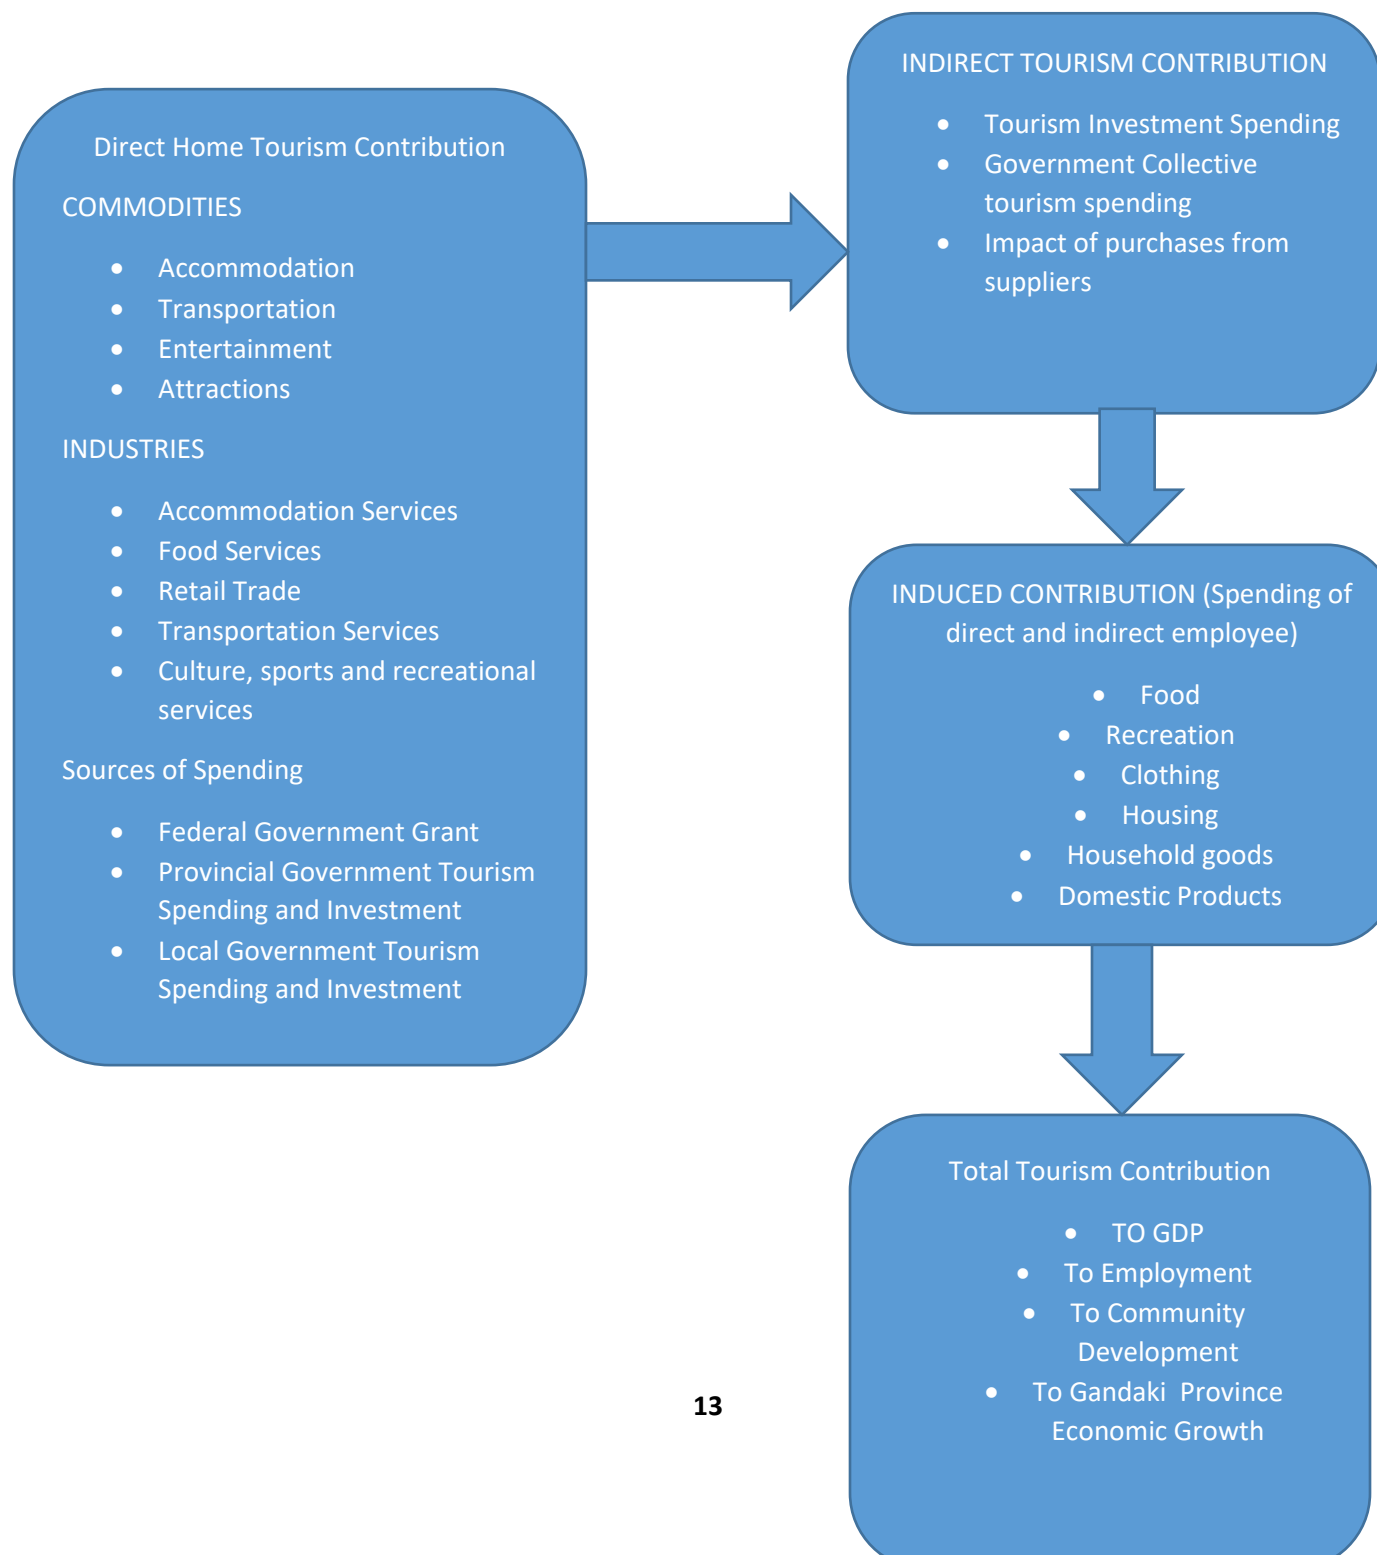 Direct Home Tourism Contribution
COMMODITIES
• Accommodation
• Transportation
• Entertainment
• Attractions
INDUSTRIES
• Accommodation Services
• Food Services
• Retail Trade
• Transportation Services
• Culture, sports and recreational
services
Sources of Spending
• Federal Government Grant
• Provincial Government Tourism
Spending and Investment
• Local Government Tourism
Spending and Investment
INDIRECT TOURISM CONTRIBUTION
• Tourism Investment Spending
• Government Collective
tourism spending
• Impact of purchases from
suppliers
INDUCED CONTRIBUTION (Spending of
direct and indirect employee)
• Food
• Recreation
• Clothing
• Housing
• Household goods
• Domestic Products
Total Tourism Contribution
• TO GDP
• To Employment
• To Community
Development
• To Gandaki  Province
Economic Growth
13